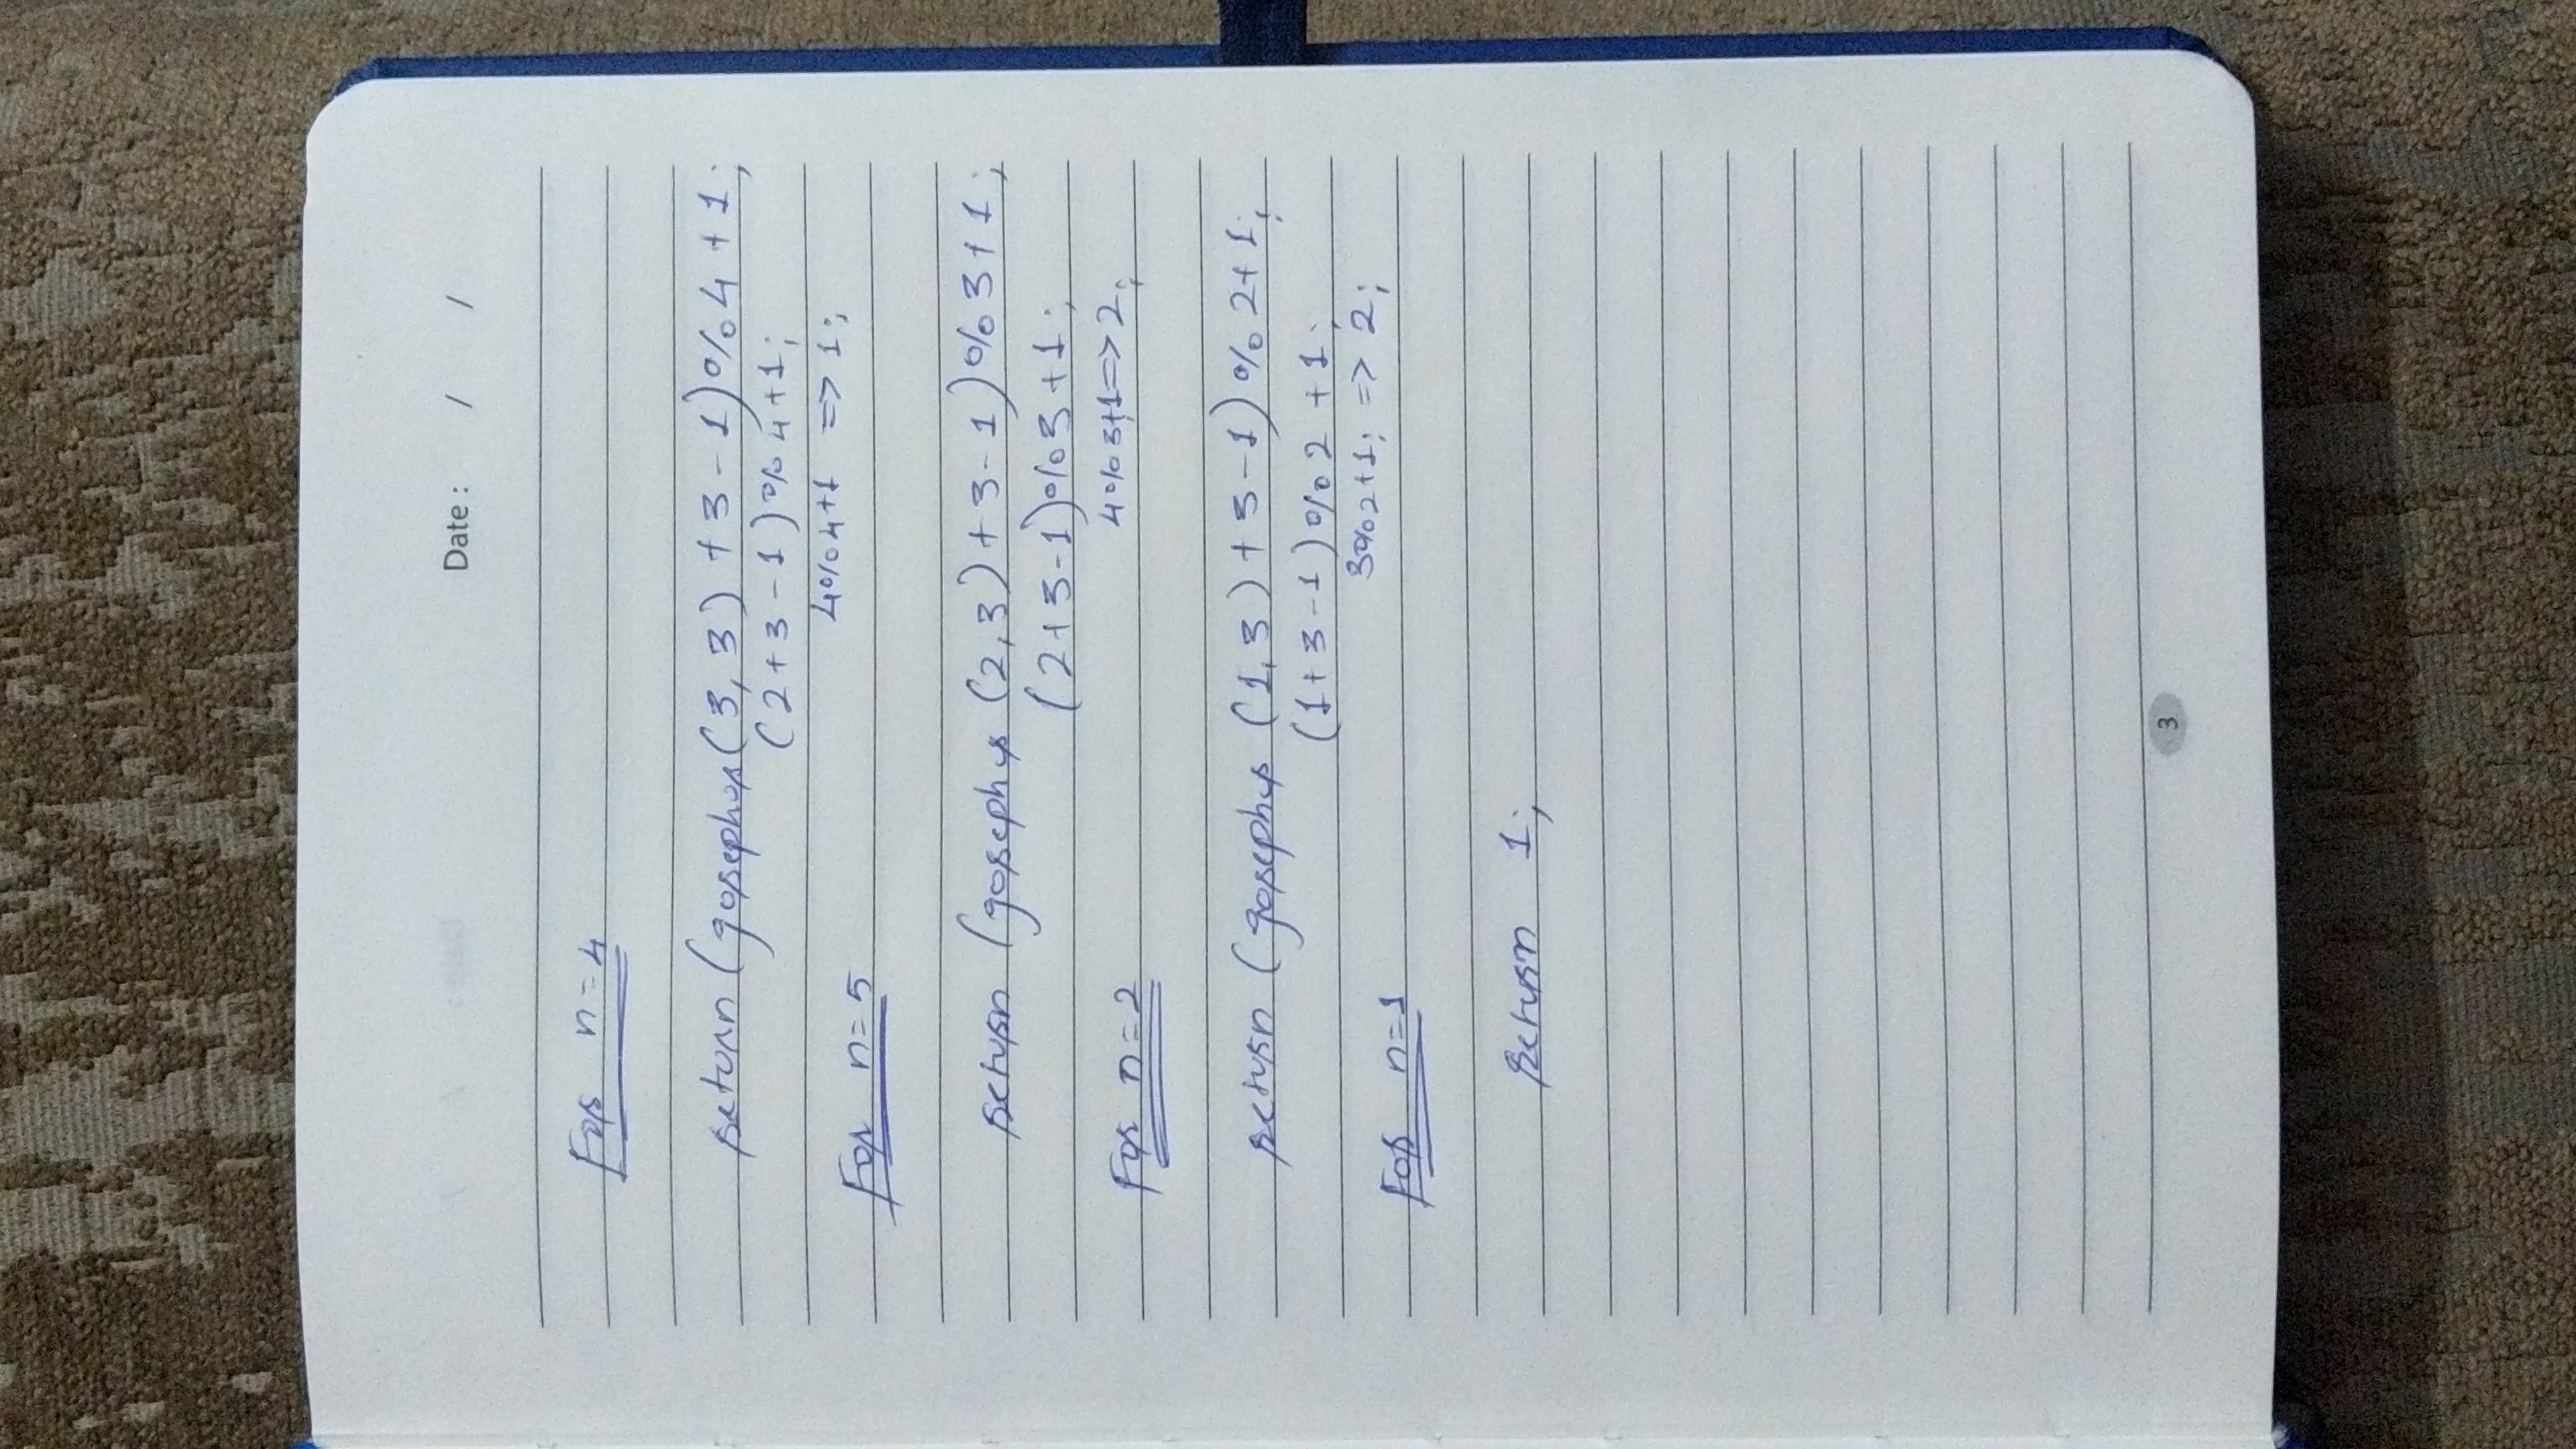 Date : / /
For n=4
return (josephus(3,3) + 3 - 1)%4 + 1;
(2+3-1)%4+1;
4%4+1 => 1;
For n=5
return (josephus (2,3) + 3-1)%3+1;
(2+3-1)%3+1;
4%3+1=>2;
For n=2
return (josephus (1,3) + 3-1)%2+1;
(1+3-1)%2 +1;
3%2+1; => 2;
For n=1
return 1;
3